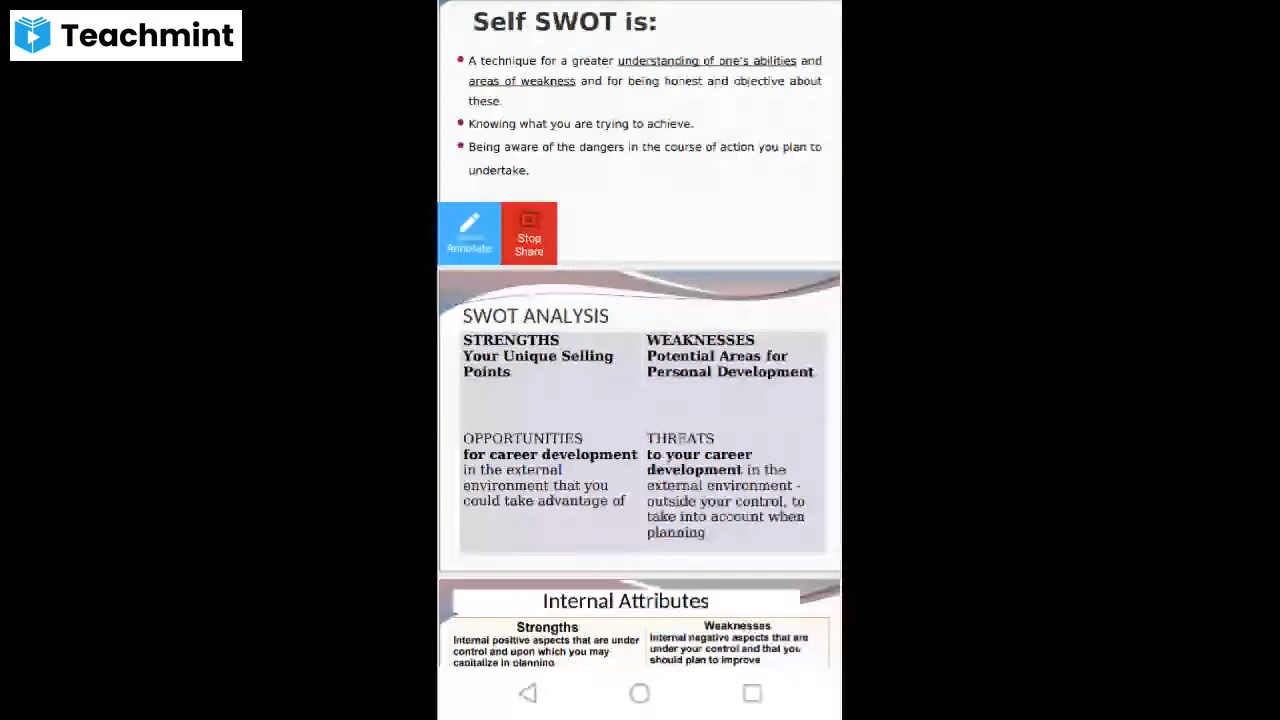 Teachmint
Self SWOT is:
A technique for a greater understanding of one's abilities and
areas of weakness and for being honest and objective about
these.
Knowing what you are trying to achieve.
Being aware of the dangers in the course of action you plan to
undertake.
Annotate
Stop
Share
SWOT ANALYSIS
STRENGTHS
Your Unique Selling
Points
WEAKNESSES
Potential Areas for
Personal Development
OPPORTUNITIES
for career development
in the external
environment that you
could take advantage of
THREATS
to your career
development in the
external environment -
outside your control, to
take into account when
planning
Internal Attributes
Strengths
Internal positive aspects that are under
control and upon which you may
capitalize in planning
Weaknesses
Internal negative aspects that are
under your control and that you
should plan to improve